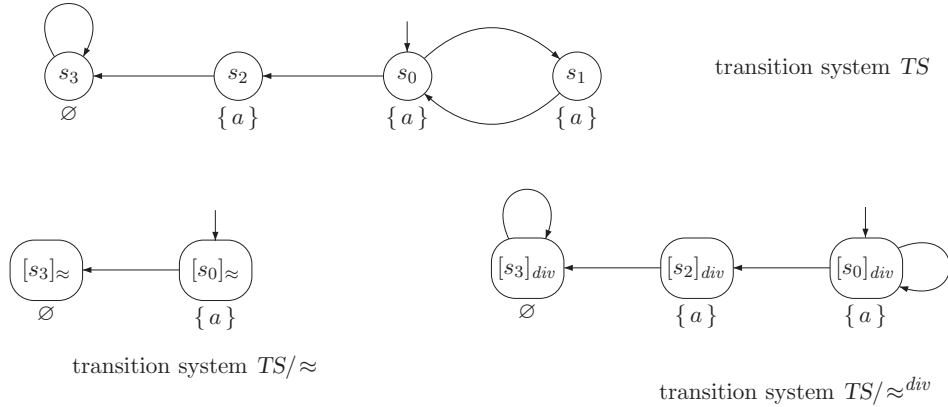 s₃ s₂ s₀ s₁ transition system TS
∅ { a } { a } { a }
[s₃]≈ [s₀]≈ [s₃]div [s₂]div [s₀]div
∅ { a } ∅ { a } { a }
transition system TS/≈
transition system TS/≈div